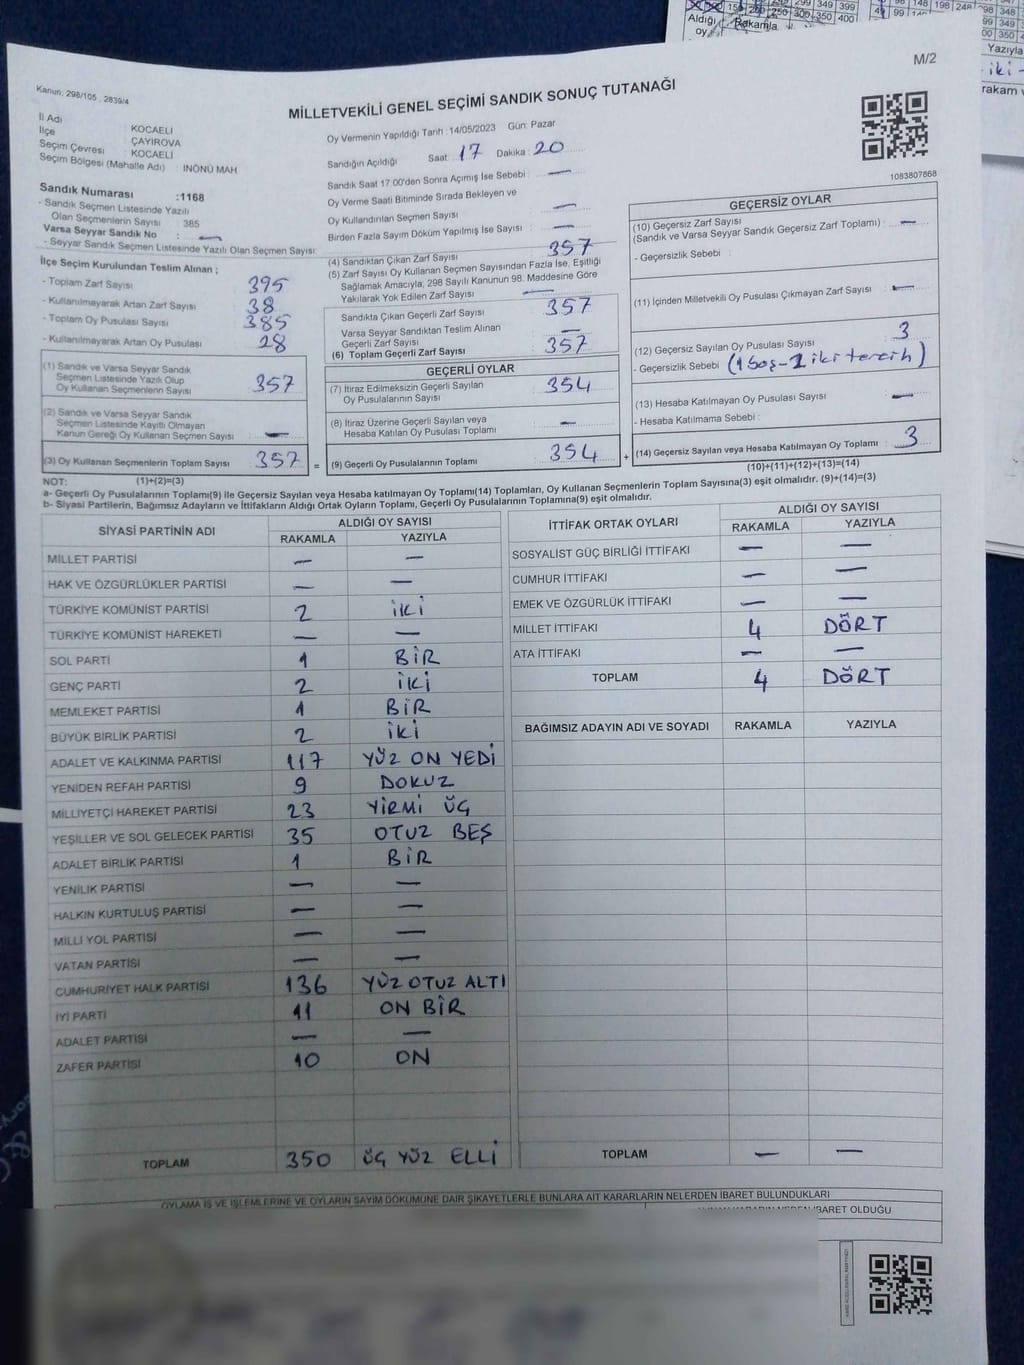 299 349 399
250 300 350 400
Aldığı
oy
Rakamla
98 148 198 248
98 348
99 349
00 350
Yazıyla
iki
rakam
M/2
Kanun: 298/105 , 2839/4
MİLLETVEKİLİ GENEL SEÇİMİ SANDIK SONUÇ TUTANAĞI
İl Adı : KOCAELİ
İlçe : ÇAYIROVA
Seçim Çevresi : KOCAELİ
Seçim Bölgesi (Mahalle Adı) : İNÖNÜ MAH
Sandık Numarası :1168
- Sandık Seçmen Listesinde Yazılı
Olan Seçmenlerin Sayısı : 385
Varsa Seyyar Sandık No : —
- Seyyar Sandık Seçmen Listesinde Yazılı Olan Seçmen Sayısı:
İlçe Seçim Kurulundan Teslim Alınan ;
- Toplam Zarf Sayısı 395
- Kullanılmayarak Artan Zarf Sayısı 38
- Toplam Oy Pusulası Sayısı 385
- Kullanılmayarak Artan Oy Pusulası 28
(1) Sandık ve Varsa Seyyar Sandık
Seçmen Listesinde Yazılı Olup
Oy Kullanan Seçmenlerin Sayısı 357
(2) Sandık ve Varsa Seyyar Sandık
Seçmen Listesinde Kayıtlı Olmayan
Kanun Gereği Oy Kullanan Seçmen Sayısı —
(3) Oy Kullanan Seçmenlerin Toplam Sayısı 357
(1)+(2)=(3)
Oy Vermenin Yapıldığı Tarih :14/05/2023 Gün: Pazar
Sandığın Açıldığı Saat: 17 Dakika : 20
Sandık Saat 17.00'den Sonra Açımış İse Sebebi : —
Oy Verme Saati Bitiminde Sırada Bekleyen ve
Oy Kullandırılan Seçmen Sayısı —
Birden Fazla Sayım Döküm Yapılmış İse Sayısı : —
(4) Sandıktan Çıkan Zarf Sayısı 357
(5) Zarf Sayısı Oy Kullanan Seçmen Sayısından Fazla İse, Eşitliği
Sağlamak Amacıyla, 298 Sayılı Kanunun 98. Maddesine Göre
Yakılarak Yok Edilen Zarf Sayısı —
Sandıkta Çıkan Geçerli Zarf Sayısı 357
Varsa Seyyar Sandıktan Teslim Alınan
Geçerli Zarf Sayısı —
(6) Toplam Geçerli Zarf Sayısı 357
GEÇERLİ OYLAR
(7) İtiraz Edilmeksizin Geçerli Sayılan
Oy Pusulalarının Sayısı 354
(8) İtiraz Üzerine Geçerli Sayılan veya
Hesaba Katılan Oy Pusulası Toplamı —
= (9) Geçerli Oy Pusulalarının Toplamı 354 +
1083807868
GEÇERSİZ OYLAR
(10) Geçersiz Zarf Sayısı
(Sandık ve Varsa Seyyar Sandık Geçersiz Zarf Toplamı) : —
- Geçersizlik Sebebi :
(11) İçinden Milletvekili Oy Pusulası Çıkmayan Zarf Sayısı : —
(12) Geçersiz Sayılan Oy Pusulası Sayısı : 3
- Geçersizlik Sebebi : (1 Boş-2 iki tercih)
(13) Hesaba Katılmayan Oy Pusulası Sayısı : —
- Hesaba Katılmama Sebebi :
(14) Geçersiz Sayılan veya Hesaba Katılmayan Oy Toplamı : 3
(10)+(11)+(12)+(13)=(14)
NOT:
a- Geçerli Oy Pusulalarının Toplamı(9) ile Geçersiz Sayılan veya Hesaba katılmayan Oy Toplamı(14) Toplamları, Oy Kullanan Seçmenlerin Toplam Sayısına(3) eşit olmalıdır. (9)+(14)=(3)
b- Siyasi Partilerin, Bağımsız Adayların ve İttifakların Aldığı Ortak Oyların Toplamı, Geçerli Oy Pusulalarının Toplamına(9) eşit olmalıdır.
SİYASİ PARTİNİN ADI ALDIĞI OY SAYISI
RAKAMLA YAZIYLA
MİLLET PARTİSİ — —
HAK VE ÖZGÜRLÜKLER PARTİSİ — —
TÜRKİYE KOMÜNİST PARTİSİ 2 İKİ
TÜRKİYE KOMÜNİST HAREKETİ — —
SOL PARTİ 1 BİR
GENÇ PARTİ 2 İKİ
MEMLEKET PARTİSİ 1 BİR
BÜYÜK BİRLİK PARTİSİ 2 İKİ
ADALET VE KALKINMA PARTİSİ 117 YÜZ ON YEDİ
YENİDEN REFAH PARTİSİ 9 DOKUZ
MİLLİYETÇİ HAREKET PARTİSİ 23 YİRMİ ÜÇ
YEŞİLLER VE SOL GELECEK PARTİSİ 35 OTUZ BEŞ
ADALET BİRLİK PARTİSİ 1 BİR
YENİLİK PARTİSİ — —
HALKIN KURTULUŞ PARTİSİ — —
MİLLİ YOL PARTİSİ — —
VATAN PARTİSİ — —
CUMHURİYET HALK PARTİSİ 136 YÜZ OTUZ ALTI
İYİ PARTİ 11 ON BİR
ADALET PARTİSİ — —
ZAFER PARTİSİ 10 ON
TOPLAM 350 ÜÇ YÜZ ELLİ
İTTİFAK ORTAK OYLARI ALDIĞI OY SAYISI
RAKAMLA YAZIYLA
SOSYALİST GÜÇ BİRLİĞİ İTTİFAKI — —
CUMHUR İTTİFAKI — —
EMEK VE ÖZGÜRLÜK İTTİFAKI — —
MİLLET İTTİFAKI 4 DÖRT
ATA İTTİFAKI — —
TOPLAM 4 DÖRT
BAĞIMSIZ ADAYIN ADI VE SOYADI RAKAMLA YAZIYLA
TOPLAM — —
OYLAMA İŞ VE İŞLEMLERİNE VE OYLARIN SAYIM DÖKÜMÜNE DAİR ŞİKAYETLERLE BUNLARA AİT KARARLARIN NELERDEN İBARET BULUNDUKLARI
İBARET OLDUĞU